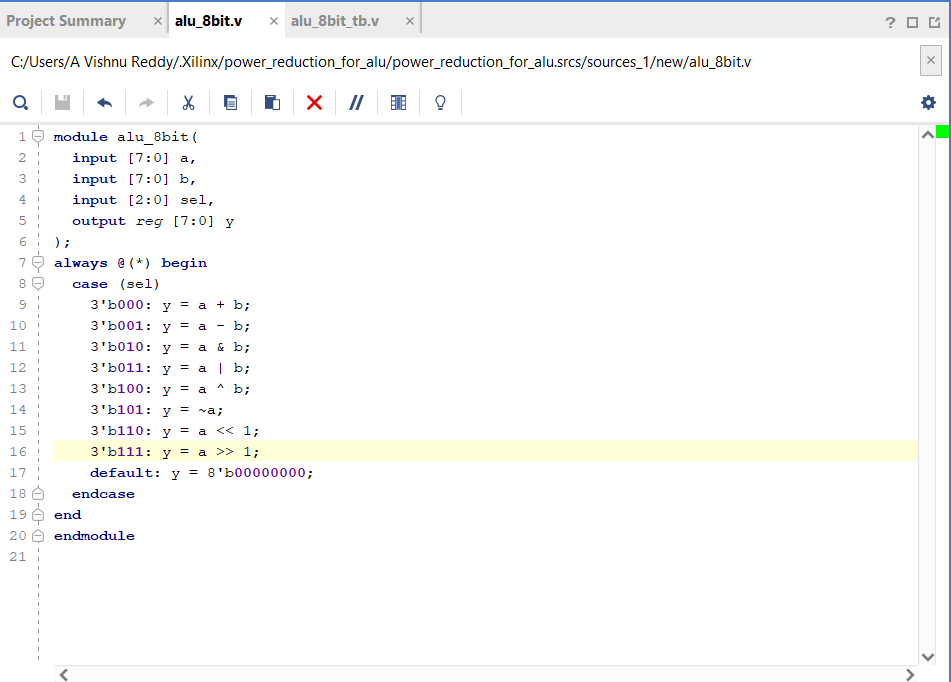 Project Summary × alu_8bit.v × alu_8bit_tb.v ×
?
C:/Users/A Vishnu Reddy/.Xilinx/power_reduction_for_alu/power_reduction_for_alu.srcs/sources_1/new/alu_8bit.v ×
//
1 module alu_8bit(
2 input [7:0] a,
3 input [7:0] b,
4 input [2:0] sel,
5 output reg [7:0] y
6 );
7 always @(*) begin
8 case (sel)
9 3'b000: y = a + b;
10 3'b001: y = a - b;
11 3'b010: y = a & b;
12 3'b011: y = a | b;
13 3'b100: y = a ^ b;
14 3'b101: y = ~a;
15 3'b110: y = a << 1;
16 3'b111: y = a >> 1;
17 default: y = 8'b00000000;
18 endcase
19 end
20 endmodule
21